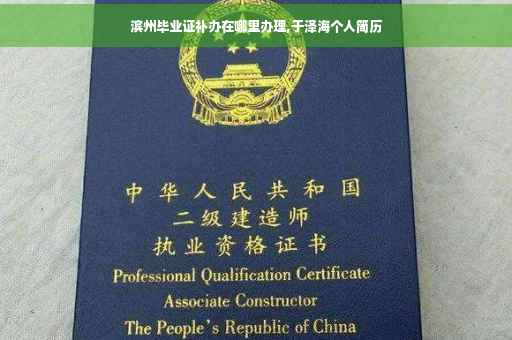 滨州毕业证补办在哪里办理,于泽海个人简历
中华人民共和国
二级建造师
执业资格证书
Professional Qualification Certificate
Associate Constructor
The People's Republic of China